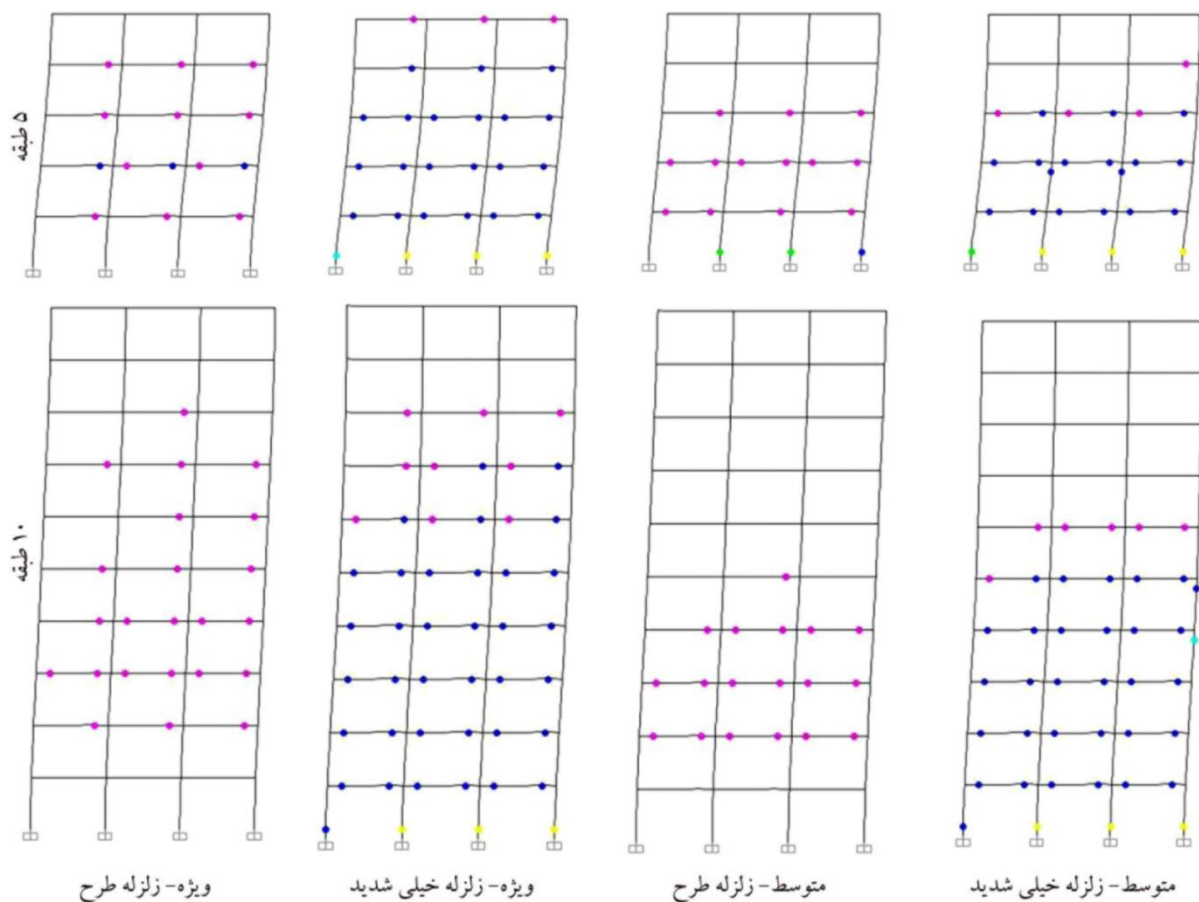 ۵ طبقه
۱۰ طبقه
ویژه- زلزله طرح
ویژه- زلزله خیلی شدید
متوسط- زلزله طرح
متوسط- زلزله خیلی شدید